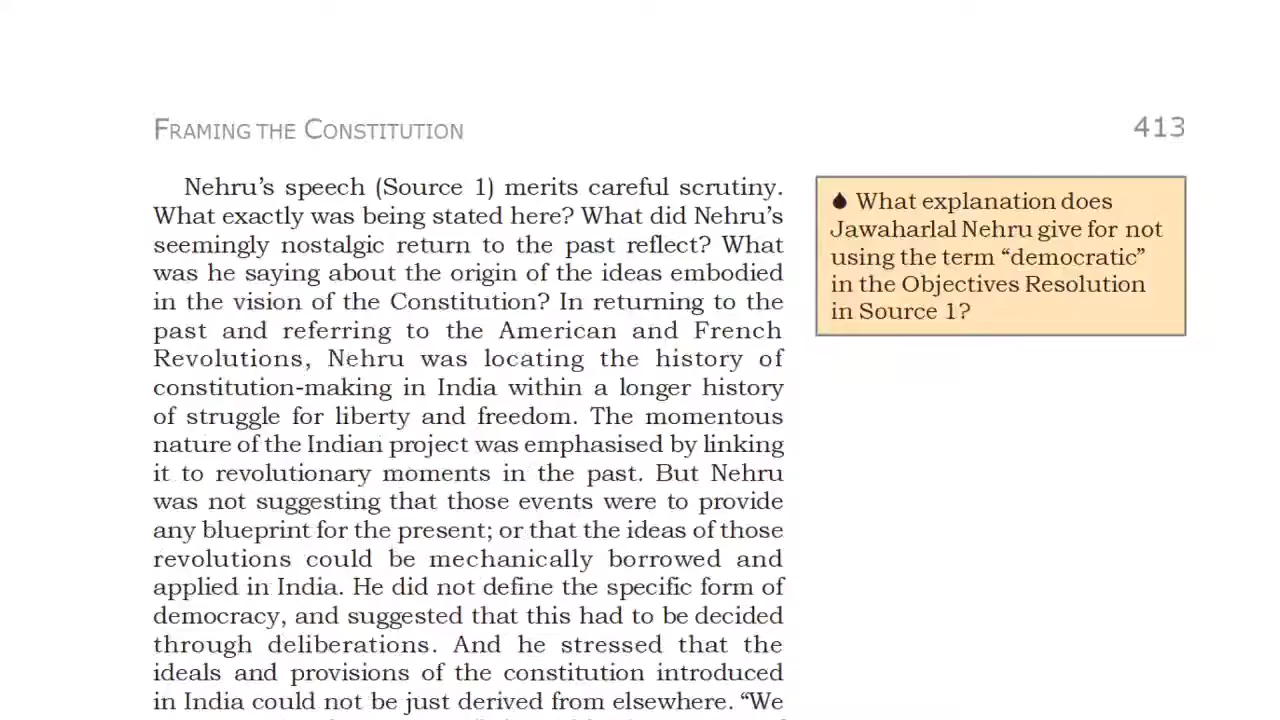 FRAMING THE CONSTITUTION
413
Nehru's speech (Source 1) merits careful scrutiny.
What exactly was being stated here? What did Nehru's
seemingly nostalgic return to the past reflect? What
was he saying about the origin of the ideas embodied
in the vision of the Constitution? In returning to the
past and referring to the American and French
Revolutions, Nehru was locating the history of
constitution-making in India within a longer history
of struggle for liberty and freedom. The momentous
nature of the Indian project was emphasised by linking
it to revolutionary moments in the past. But Nehru
was not suggesting that those events were to provide
any blueprint for the present; or that the ideas of those
revolutions could be mechanically borrowed and
applied in India. He did not define the specific form of
democracy, and suggested that this had to be decided
through deliberations. And he stressed that the
ideals and provisions of the constitution introduced
in India could not be just derived from elsewhere. “We
What explanation does
Jawaharlal Nehru give for not
using the term “democratic”
in the Objectives Resolution
in Source 1?